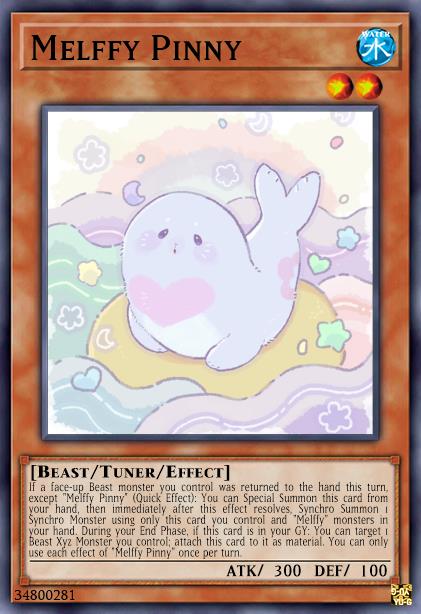 MELFFY PINNY
WATER
水
[BEAST/TUNER/EFFECT]
If a face-up Beast monster you control was returned to the hand this turn,
except "Melffy Pinny" (Quick Effect): You can Special Summon this card from
your hand, then immediately after this effect resolves, Synchro Summon 1
Synchro Monster using only this card you control and "Melffy" monsters in
your hand. During your End Phase, if this card is in your GY: You can target 1
Beast Xyz Monster you control; attach this card to it as material. You can only
use each effect of "Melffy Pinny" once per turn.
ATK/ 300 DEF/ 100
34800281